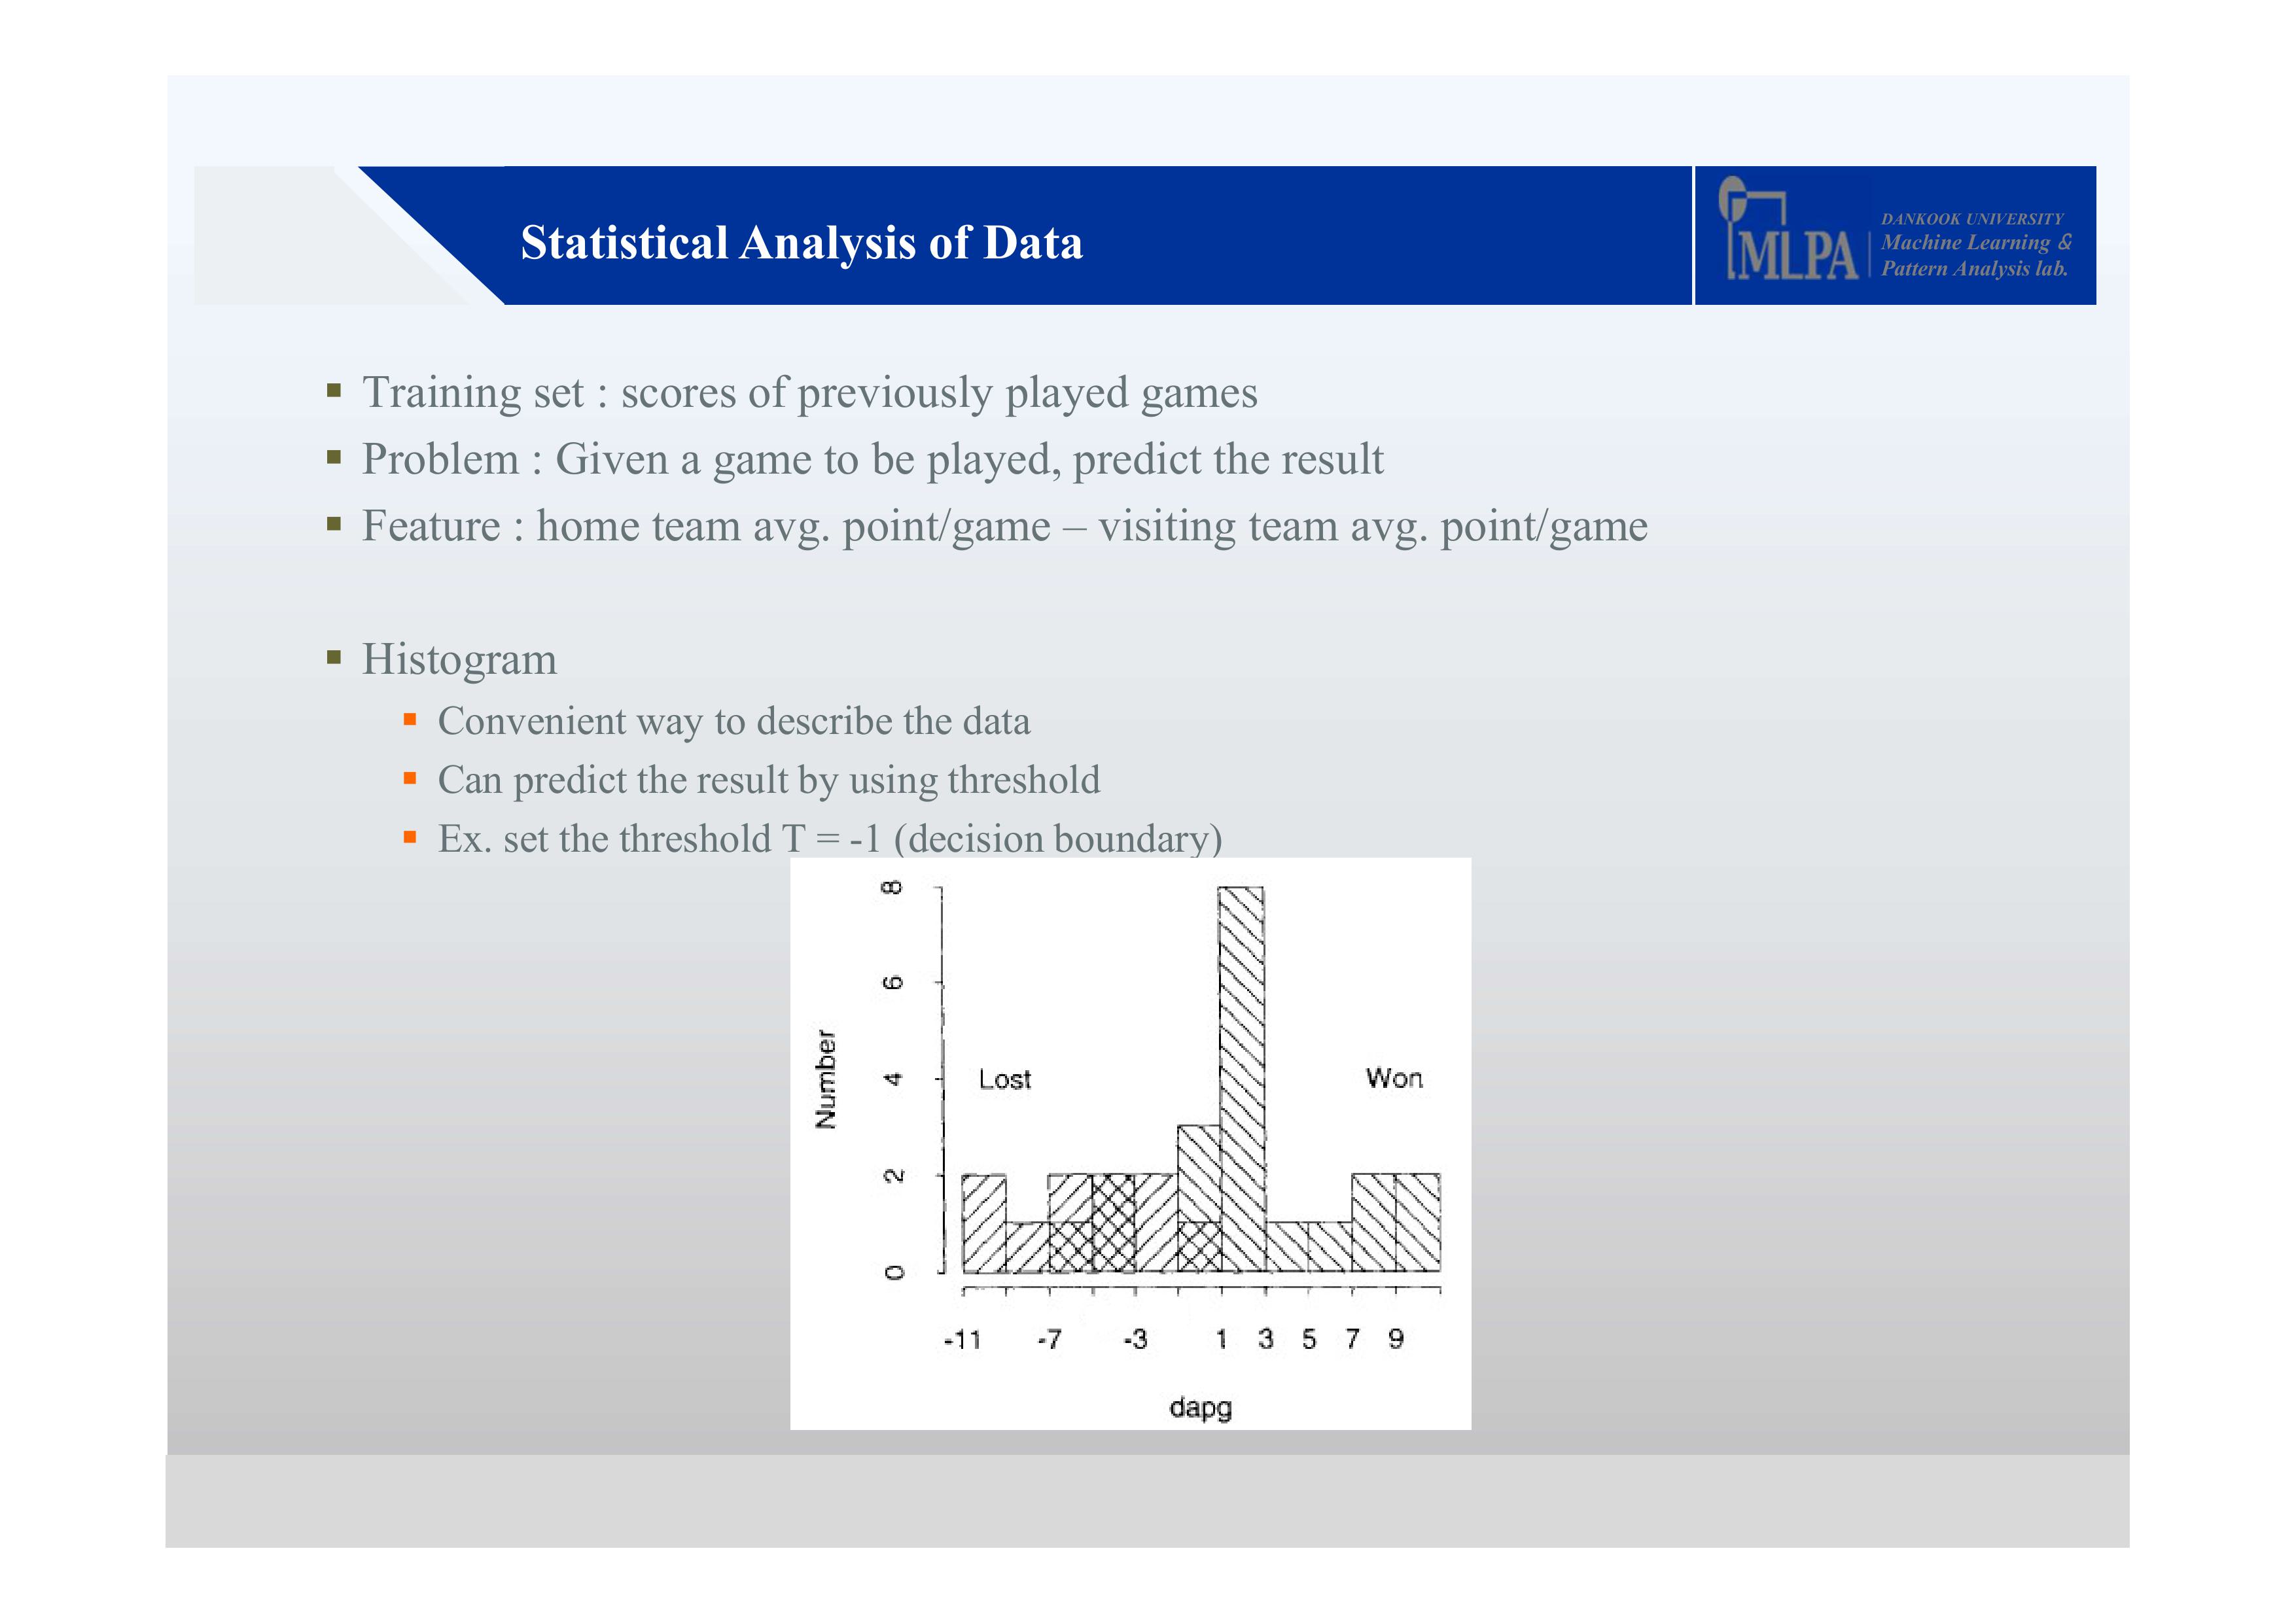 Statistical Analysis of Data
MLPA
DANKOOK UNIVERSITY
Machine Learning &
Pattern Analysis lab.
▪ Training set : scores of previously played games
▪ Problem : Given a game to be played, predict the result
▪ Feature : home team avg. point/game – visiting team avg. point/game
▪ Histogram
▪ Convenient way to describe the data
▪ Can predict the result by using threshold
▪ Ex. set the threshold T = -1 (decision boundary)
8
6
4
2
0
Number
Lost
Won
-11 -7 -3 1 3 5 7 9
dapg